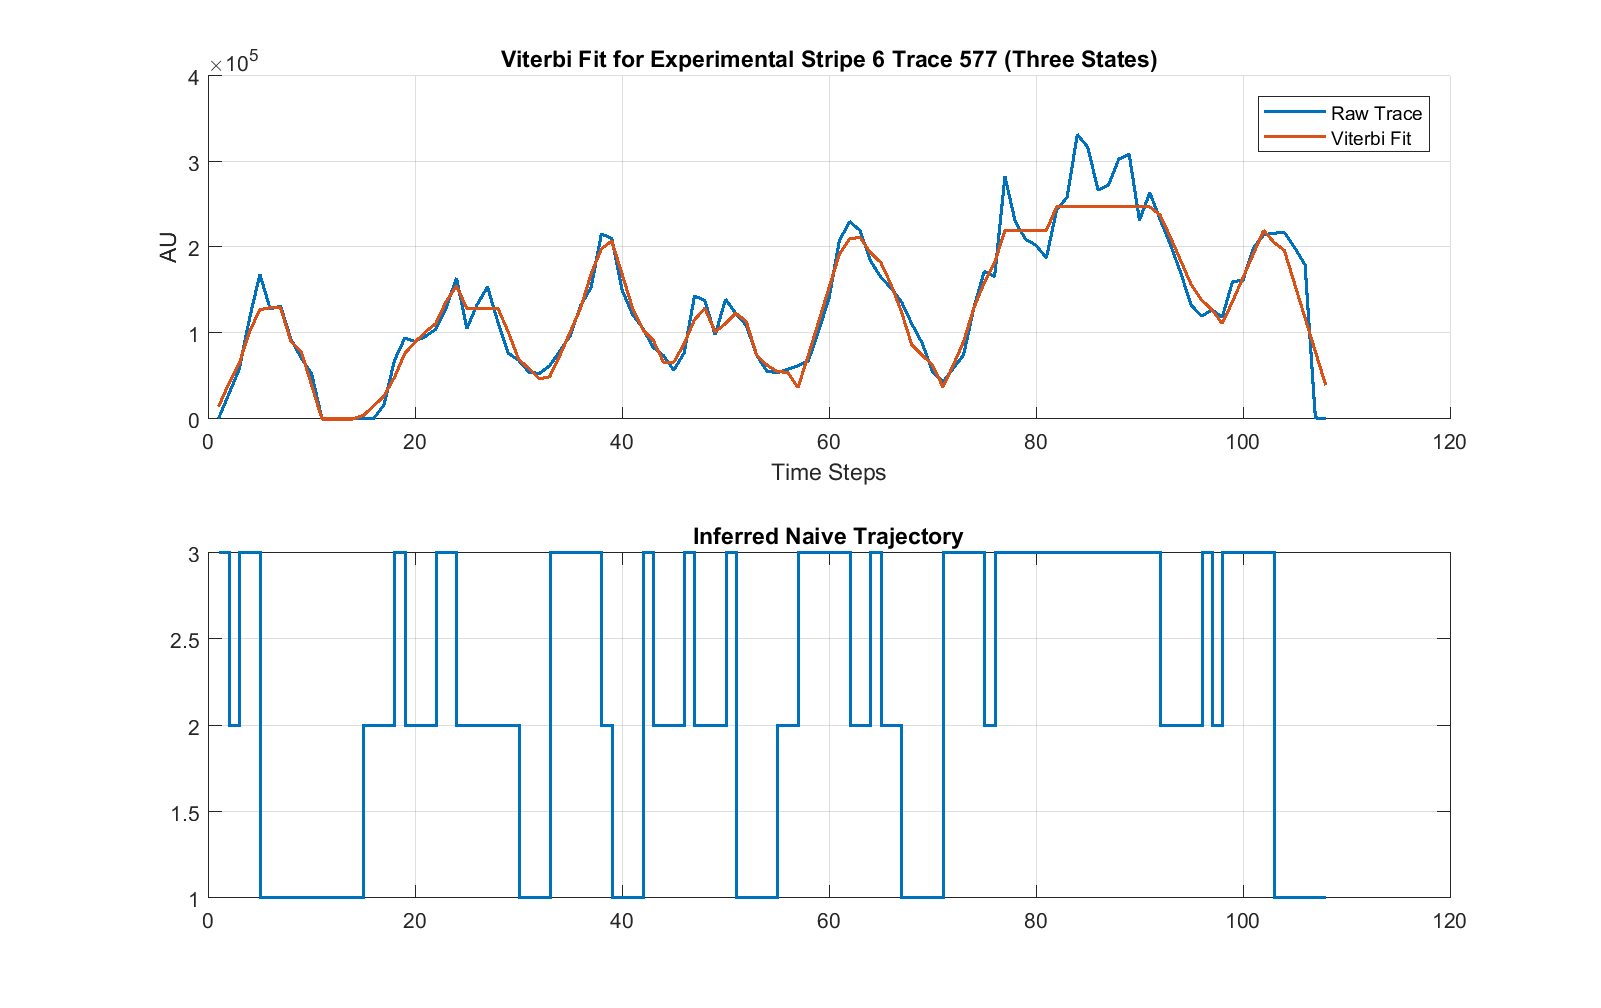 Viterbi Fit for Experimental Stripe 6 Trace 577 (Three States)
×10^5
4
3
2
1
0
AU
Raw Trace
Viterbi Fit
0 20 40 60 80 100 120
Time Steps
Inferred Naive Trajectory
3
2.5
2
1.5
1
0 20 40 60 80 100 120